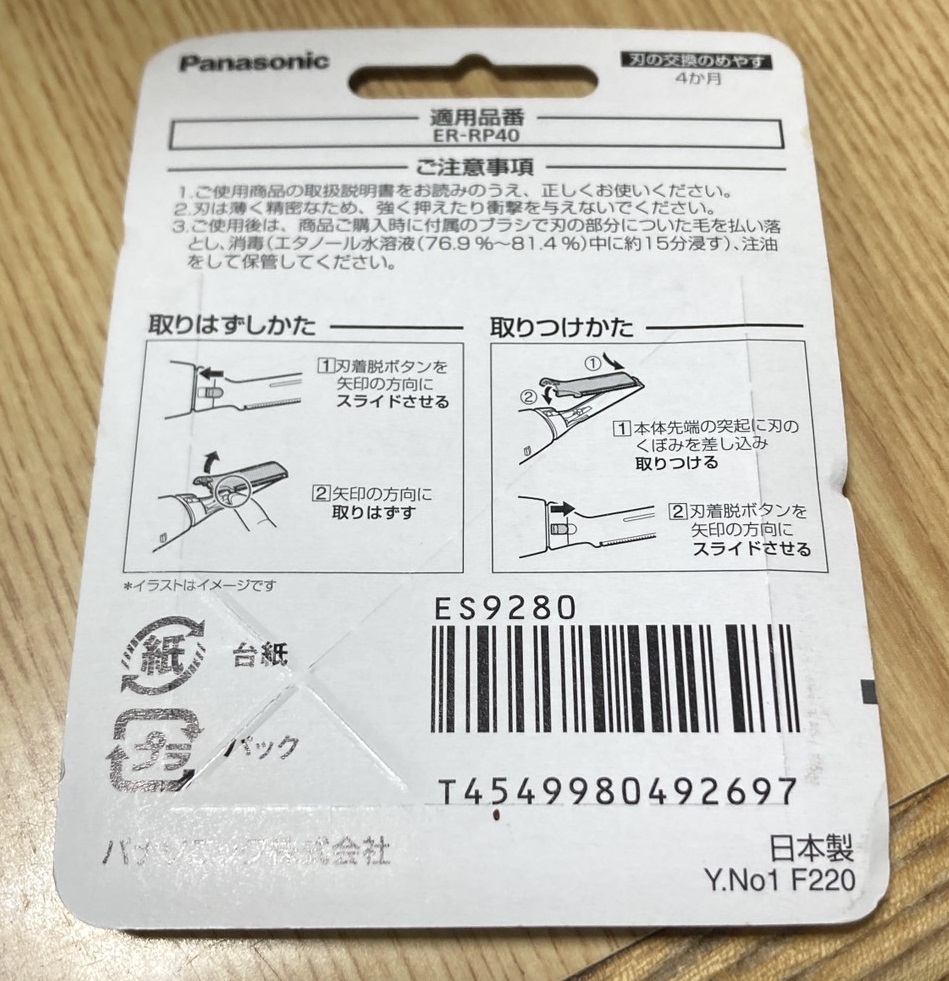 Panasonic
刃の交換のめやす
4か月
適用品番
ER-RP40
ご注意事項
1.ご使用商品の取扱説明書をお読みのうえ、正しくお使いください。
2.刃は薄く精密なため、強く押えたり衝撃を与えないでください。
3.ご使用後は、商品ご購入時に付属のブラシで刃の部分についた毛を払い落
とし、消毒(エタノール水溶液(76.9%~81.4%)中に約15分浸す)、注油
をして保管してください。
取りはずしかた
1 刃着脱ボタンを
矢印の方向に
スライドさせる
2 矢印の方向に
取りはずす
取りつけかた
①
②
1 本体先端の突起に刃の
くぼみを差し込み
取りつける
2 刃着脱ボタンを
矢印の方向に
スライドさせる
*イラストはイメージです
紙
台紙
プラ
パック
ES9280
T4549980492697
パナソニック株式会社
日本製
Y.No1 F220